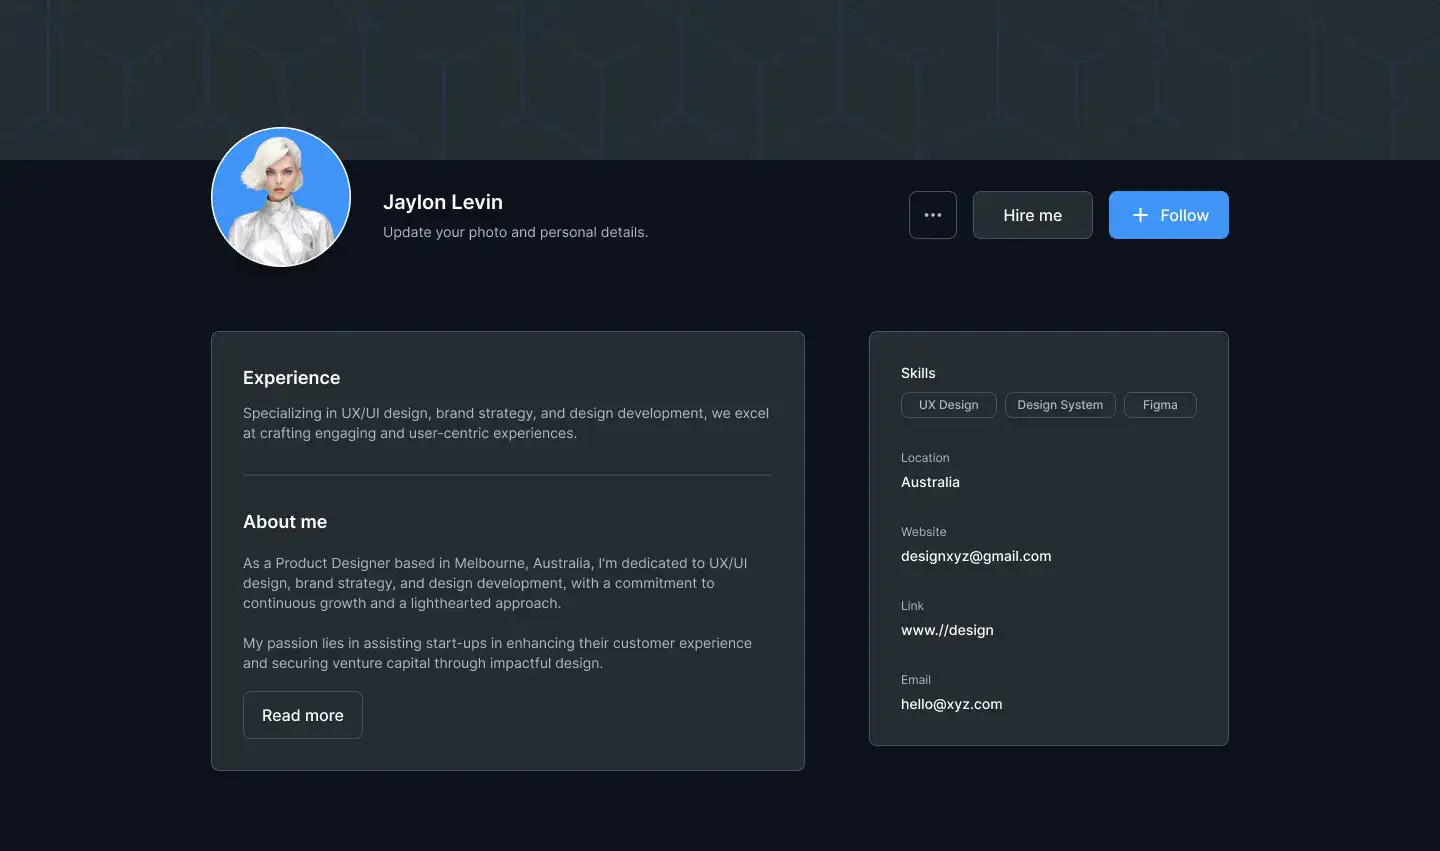 Jaylon Levin
Update your photo and personal details.
Hire me
Follow
Experience
Specializing in UX/UI design, brand strategy, and design development, we excel
at crafting engaging and user-centric experiences.
About me
As a Product Designer based in Melbourne, Australia, I'm dedicated to UX/UI
design, brand strategy, and design development, with a commitment to
continuous growth and a lighthearted approach.
My passion lies in assisting start-ups in enhancing their customer experience
and securing venture capital through impactful design.
Read more
Skills
UX Design
Design System
Figma
Location
Australia
Website
designxyz@gmail.com
Link
www.//design
Email
hello@xyz.com